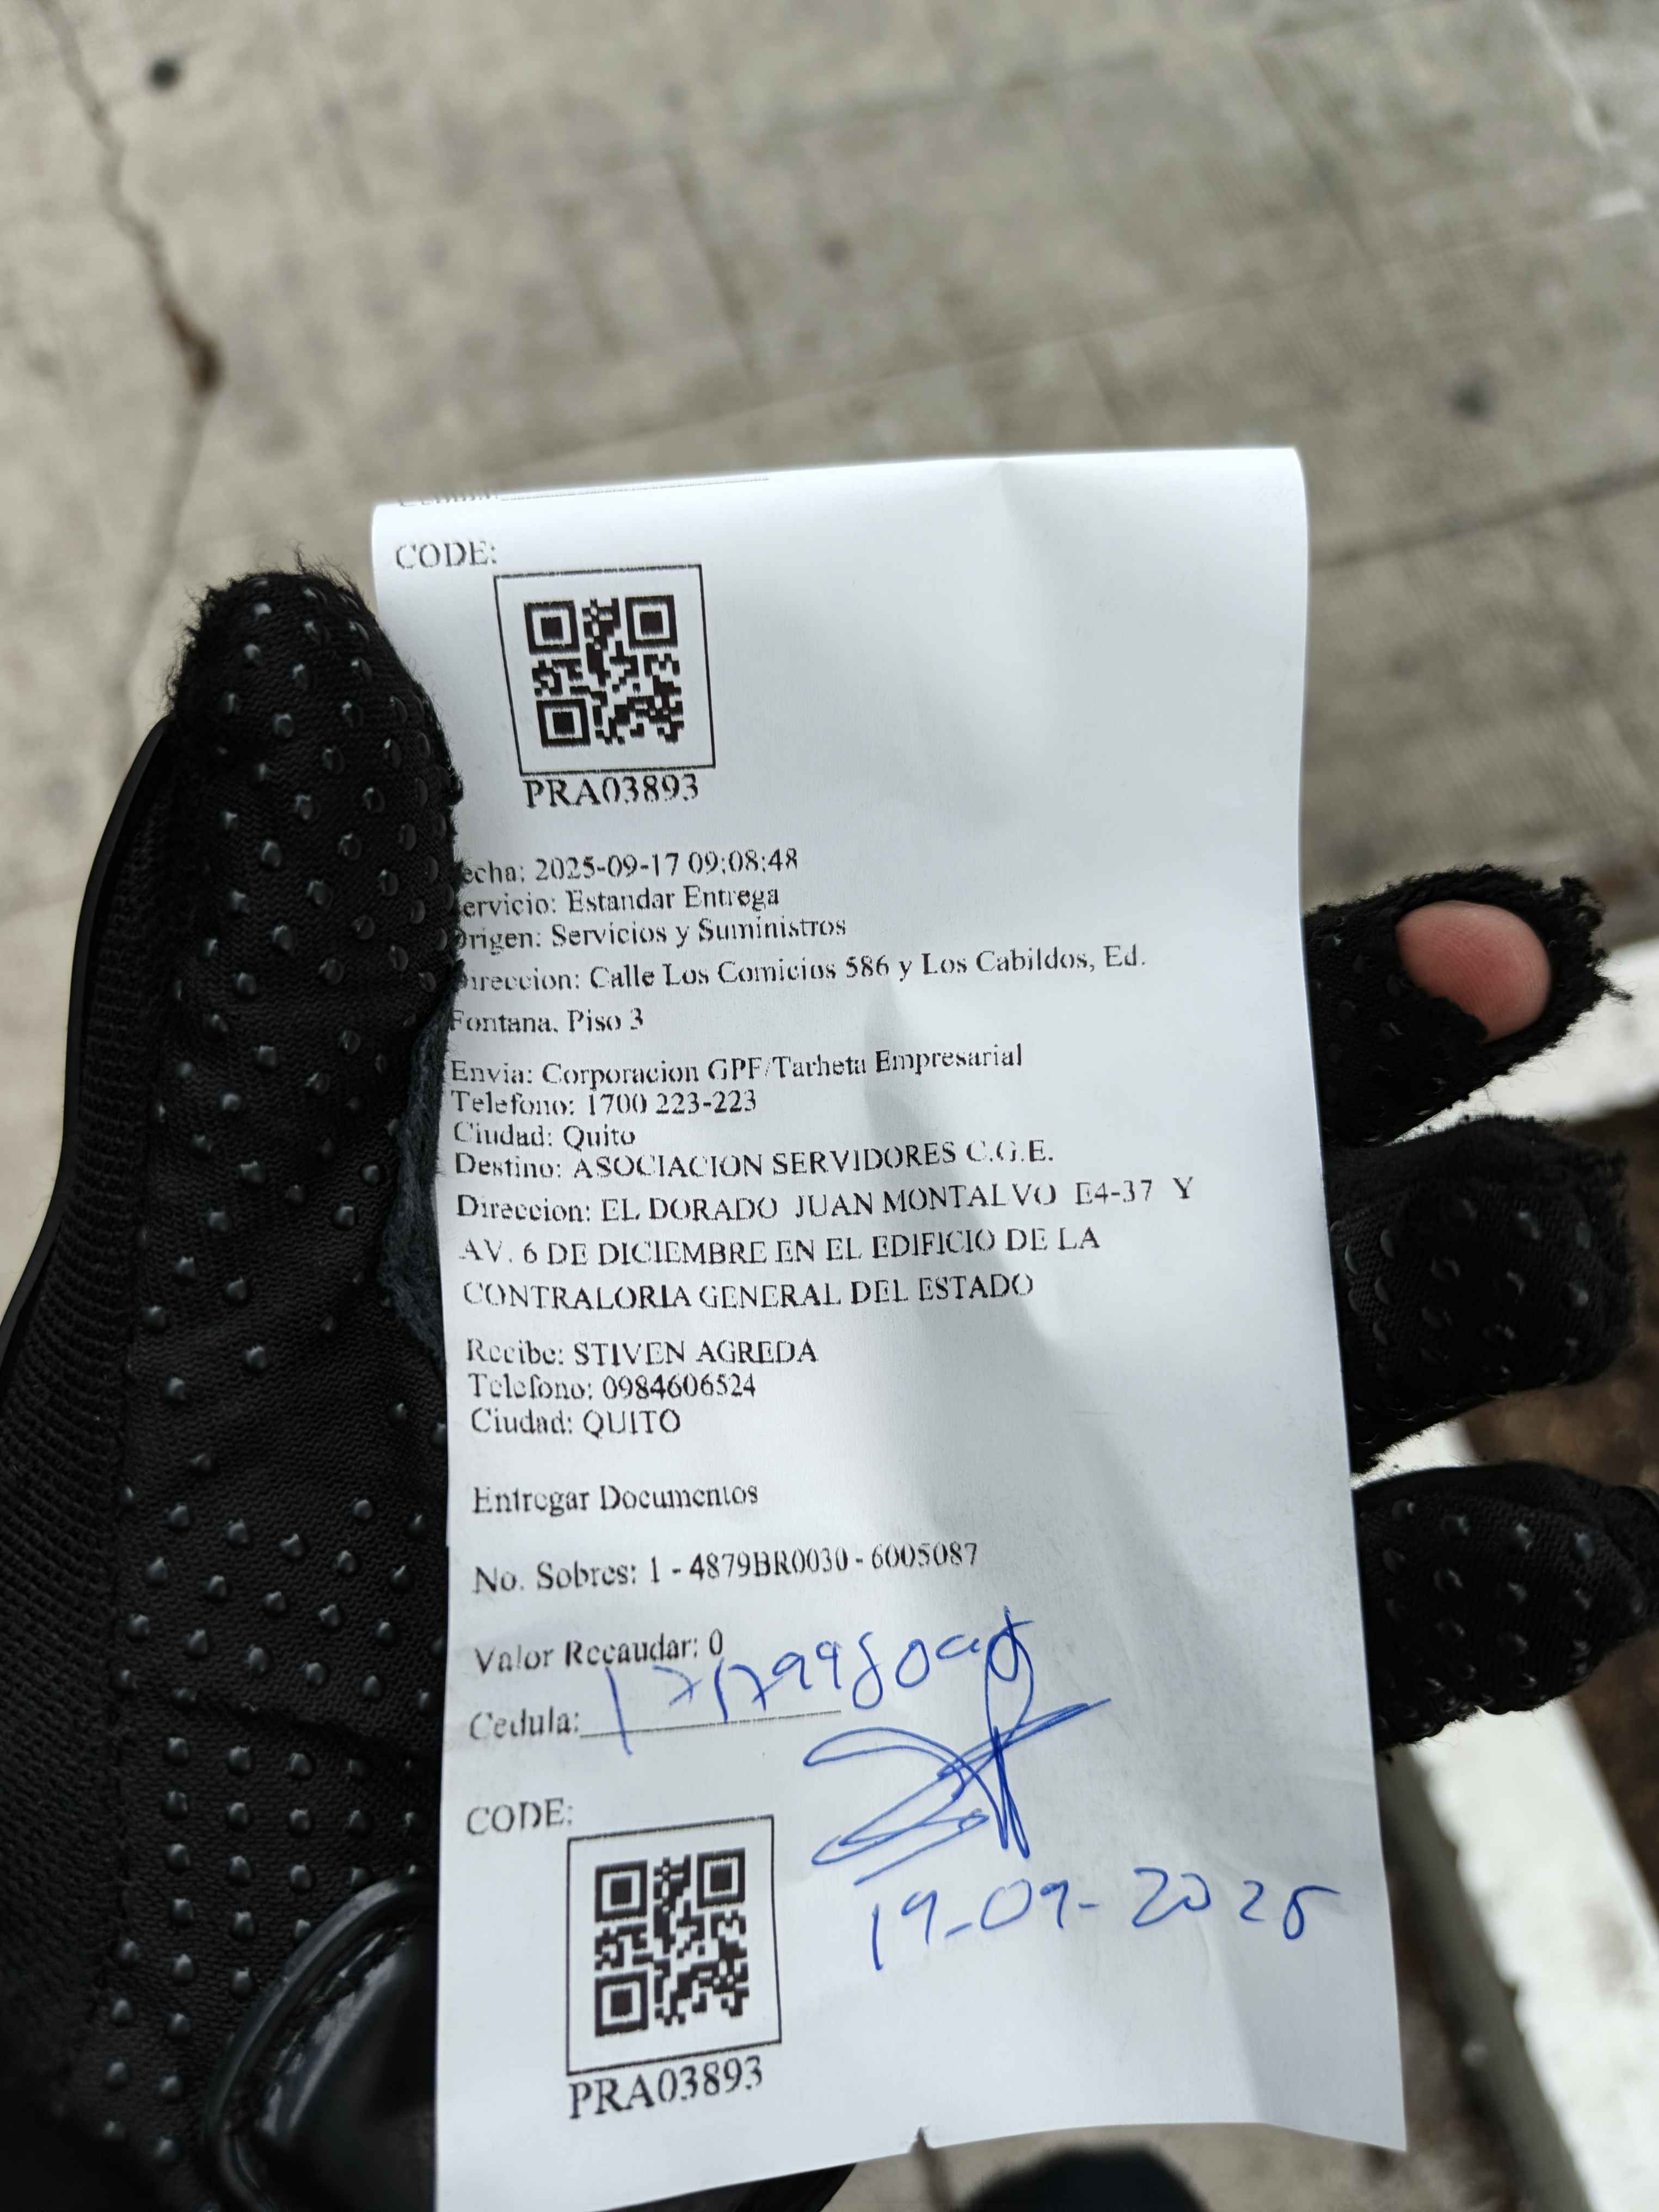 CODE:
PRA03893
echa: 2025-09-17 09:08:48
ervicio: Estandar Entrega
Origen: Servicios y Suministros
Direccion: Calle Los Comicios 586 y Los Cabildos, Ed.
Fontana, Piso 3
Envia: Corporacion GPF/Tarheta Empresarial
Telefono: 1700 223-223
Ciudad: Quito
Destino: ASOCIACION SERVIDORES C.G.E.
Direccion: EL DORADO JUAN MONTALVO E4-37 Y
AV. 6 DE DICIEMBRE EN EL EDIFICIO DE LA
CONTRALORIA GENERAL DEL ESTADO
Recibe: STIVEN AGREDA
Telefono: 0984606524
Ciudad: QUITO
Entregar Documentos
No. Sobres: 1 - 4879BR0030 - 6005087
Valor Recaudar: 0
Cedula:
CODE:
19-09-2025
PRA03893